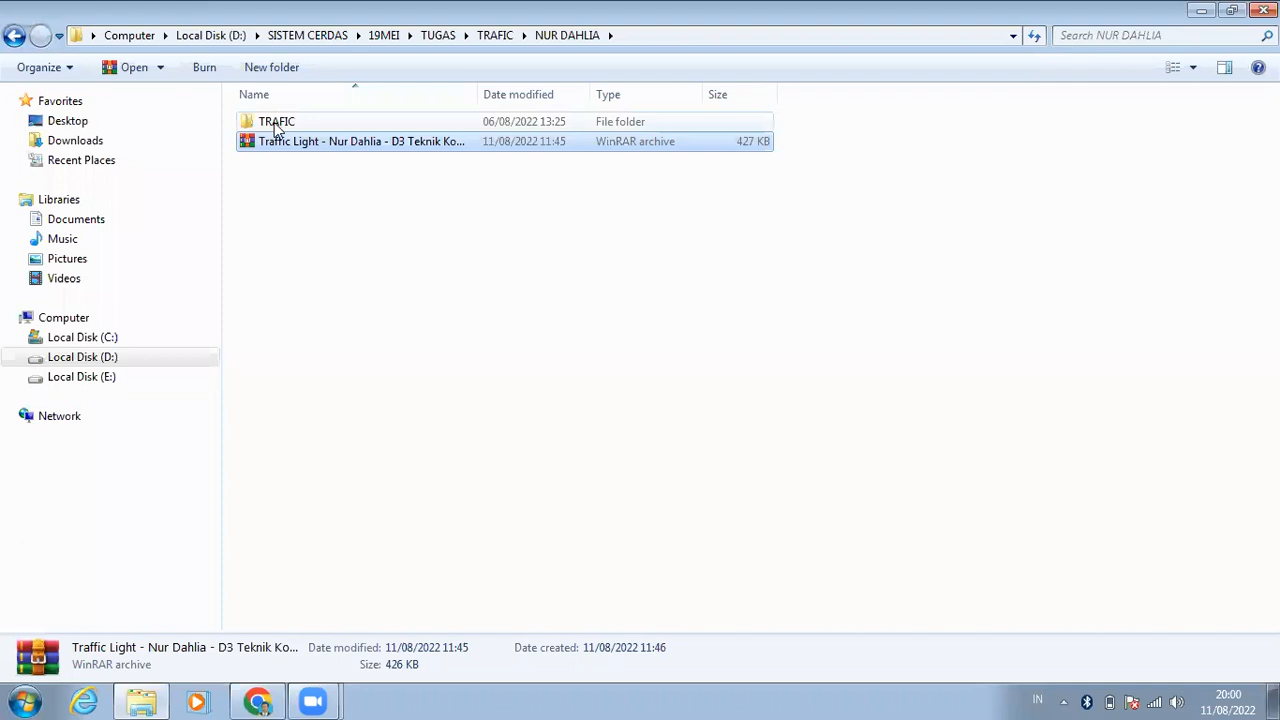 Computer Local Disk (D:) SISTEM CERDAS 19MEI TUGAS TRAFIC NUR DAHLIA Search NUR DAHLIA
Organize Open Burn New folder
Name Date modified Type Size
Favorites
Desktop
Downloads
Recent Places
Libraries
Documents
Music
Pictures
Videos
Computer
Local Disk (C:)
Local Disk (D:)
Local Disk (E:)
Network
TRAFIC 06/08/2022 13:25 File folder
Traffic Light - Nur Dahlia - D3 Teknik Ko... 11/08/2022 11:45 WinRAR archive 427 KB
Traffic Light - Nur Dahlia - D3 Teknik Ko... Date modified: 11/08/2022 11:45 Date created: 11/08/2022 11:46
WinRAR archive Size: 426 KB
IN 20:00
11/08/2022